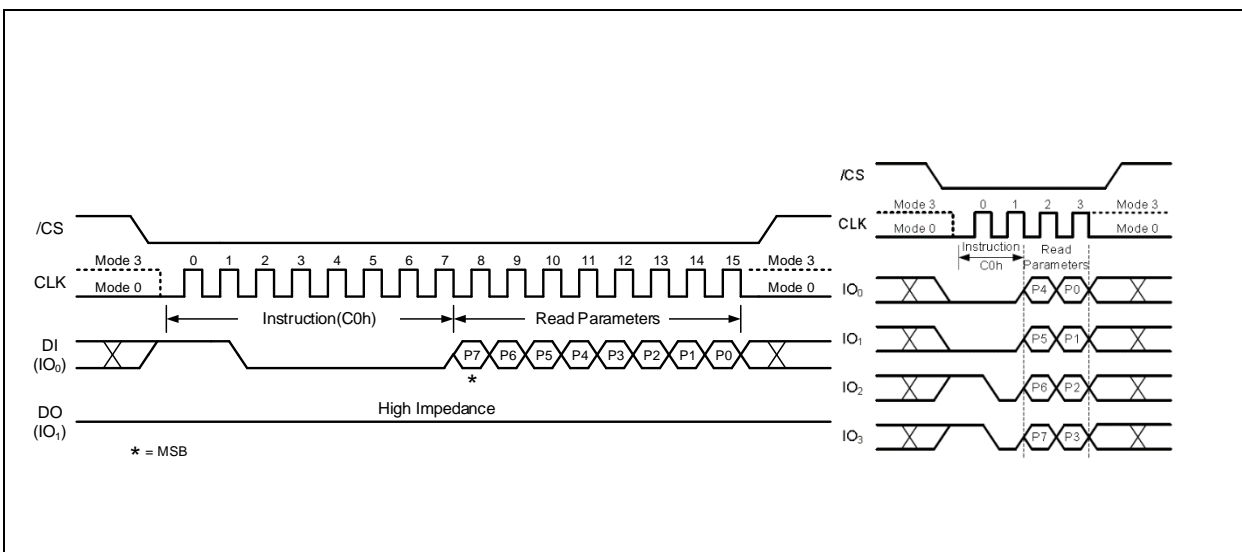 /CS
Mode 3 0 1 2 3 4 5 6 7 8 9 10 11 12 13 14 15 Mode 3
CLK Mode 0 Mode 0
Instruction(C0h) Read Parameters
DI
(IO₀) P7 P6 P5 P4 P3 P2 P1 P0
*
High Impedance
DO
(IO₁)
* = MSB
/CS
Mode 3 0 1 2 3 Mode 3
CLK Mode 0 Mode 0
Instruction Read
C0h Parameters
IO₀ P4 P0
IO₁ P5 P1
IO₂ P6 P2
IO₃ P7 P3